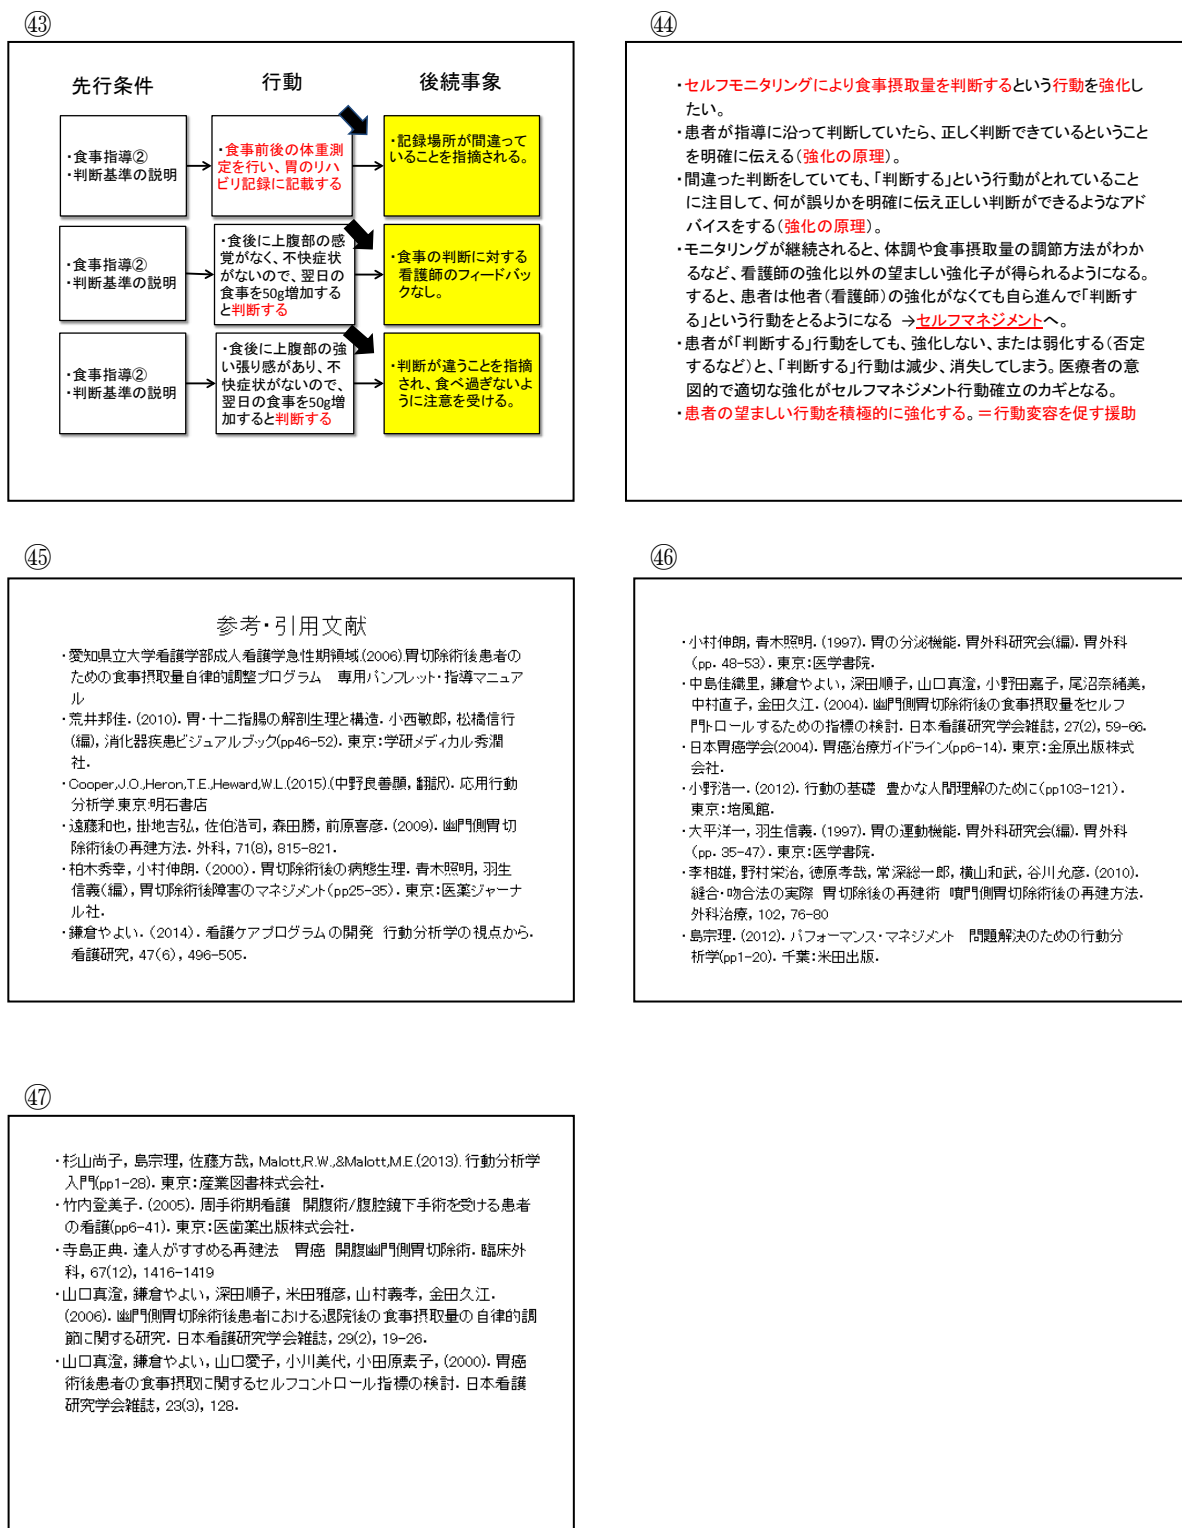 ㊸
先行条件
行動
後続事象
・食事指導②
・判断基準の説明
・食事前後の体重測
定を行い、胃のリハ
ビリ記録に記載する
・記録場所が間違って
いることを指摘される。
・食事指導②
・判断基準の説明
・食後に上腹部の感
覚がなく、不快症状
がないので、翌日の
食事を50g増加する
と判断する
・食事の判断に対する
看護師のフィードバッ
クなし。
・食事指導②
・判断基準の説明
・食後に上腹部の強
い張り感があり、不
快症状がないので、
翌日の食事を50g増
加すると判断する
・判断が違うことを指摘
され、食べ過ぎないよ
うに注意を受ける。
㊹
・セルフモニタリングにより食事摂取量を判断するという行動を強化し
たい。
・患者が指導に沿って判断していたら、正しく判断できているということ
を明確に伝える(強化の原理)。
・間違った判断をしていても、「判断する」という行動がとれていること
に注目して、何が誤りかを明確に伝え正しい判断ができるようなアド
バイスをする(強化の原理)。
・モニタリングが継続されると、体調や食事摂取量の調節方法がわか
るなど、看護師の強化以外の望ましい強化子が得られるようになる。
すると、患者は他者(看護師)の強化がなくても自ら進んで「判断す
る」という行動をとるようになる →セルフマネジメントへ。
・患者が「判断する」行動をしても、強化しない、または弱化する(否定
するなど)と、「判断する」行動は減少、消失してしまう。医療者の意
図的で適切な強化がセルフマネジメント行動確立のカギとなる。
・患者の望ましい行動を積極的に強化する。＝行動変容を促す援助
㊺
参考・引用文献
・愛知県立大学看護学部成人看護学急性期領域.(2006).胃切除術後患者の
ための食事摂取量自律的調整プログラム　専用パンフレット・指導マニュア
ル
・荒井邦佳. (2010). 胃・十二指腸の解剖生理と構造. 小西敏郎, 松橋信行
(編), 消化器疾患ビジュアルブック(pp46-52). 東京:学研メディカル秀潤
社.
・Cooper,J.O.,Heron,T.E.,Heward,W.L.(2015).(中野良善顯, 翻訳). 応用行動
分析学.東京:明石書店
・遠藤和也, 掛地吉弘, 佐伯浩司, 森田勝, 前原喜彦. (2009). 幽門側胃切
除術後の再建方法. 外科, 71(8), 815-821.
・柏木秀幸, 小村伸朗. (2000). 胃切除術後の病態生理. 青木照明, 羽生
信義(編), 胃切除術後障害のマネジメント(pp25-35). 東京:医薬ジャーナ
ル社.
・鎌倉やよい. (2014). 看護ケアプログラムの開発 行動分析学の視点から.
看護研究, 47(6), 496-505.
㊻
・小村伸朗, 青木照明. (1997). 胃の分泌機能. 胃外科研究会(編). 胃外科
(pp. 48-53). 東京:医学書院.
・中島佳織里, 鎌倉やよい, 深田順子, 山口真澄, 小野田嘉子, 尾沼奈緒美,
中村直子, 金田久江. (2004). 幽門側胃切除術後の食事摂取量をセルフ
門トロールするための指標の検討. 日本看護研究学会雑誌, 27(2), 59-66.
・日本胃癌学会(2004). 胃癌治療ガイドライン(pp6-14). 東京:金原出版株式
会社.
・小野浩一. (2012). 行動の基礎 豊かな人間理解のために(pp103-121).
東京:培風館.
・大平洋一, 羽生信義. (1997). 胃の運動機能. 胃外科研究会(編). 胃外科
(pp. 35-47). 東京:医学書院.
・李相雄, 野村栄治, 徳原孝哉, 常深総一郎, 横山和武, 谷川允彦. (2010).
縫合・吻合法の実際 胃切除後の再建術 噴門側胃切除術後の再建方法.
外科治療, 102, 76-80
・島宗理. (2012). パフォーマンス・マネジメント 問題解決のための行動分
析学(pp1-20). 千葉:米田出版.
㊼
・杉山尚子, 島宗理, 佐藤方哉, Malott,R.W.,&Malott,M.E.(2013). 行動分析学
入門(pp1-28). 東京:産業図書株式会社.
・竹内登美子. (2005). 周手術期看護 開腹術/腹腔鏡下手術を受ける患者
の看護(pp6-41). 東京:医歯薬出版株式会社.
・寺島正典. 達人がすすめる再建法　胃癌 開腹幽門側胃切除術. 臨床外
科, 67(12), 1416-1419
・山口真澄, 鎌倉やよい, 深田順子, 米田雅彦, 山村義孝, 金田久江.
(2006). 幽門側胃切除術後患者における退院後の食事摂取量の自律的調
節に関する研究. 日本看護研究学会雑誌, 29(2), 19-26.
・山口真澄, 鎌倉やよい, 山口愛子, 小川美代, 小田原素子, (2000). 胃癌
術後患者の食事摂取に関するセルフコントロール指標の検討. 日本看護
研究学会雑誌, 23(3), 128.